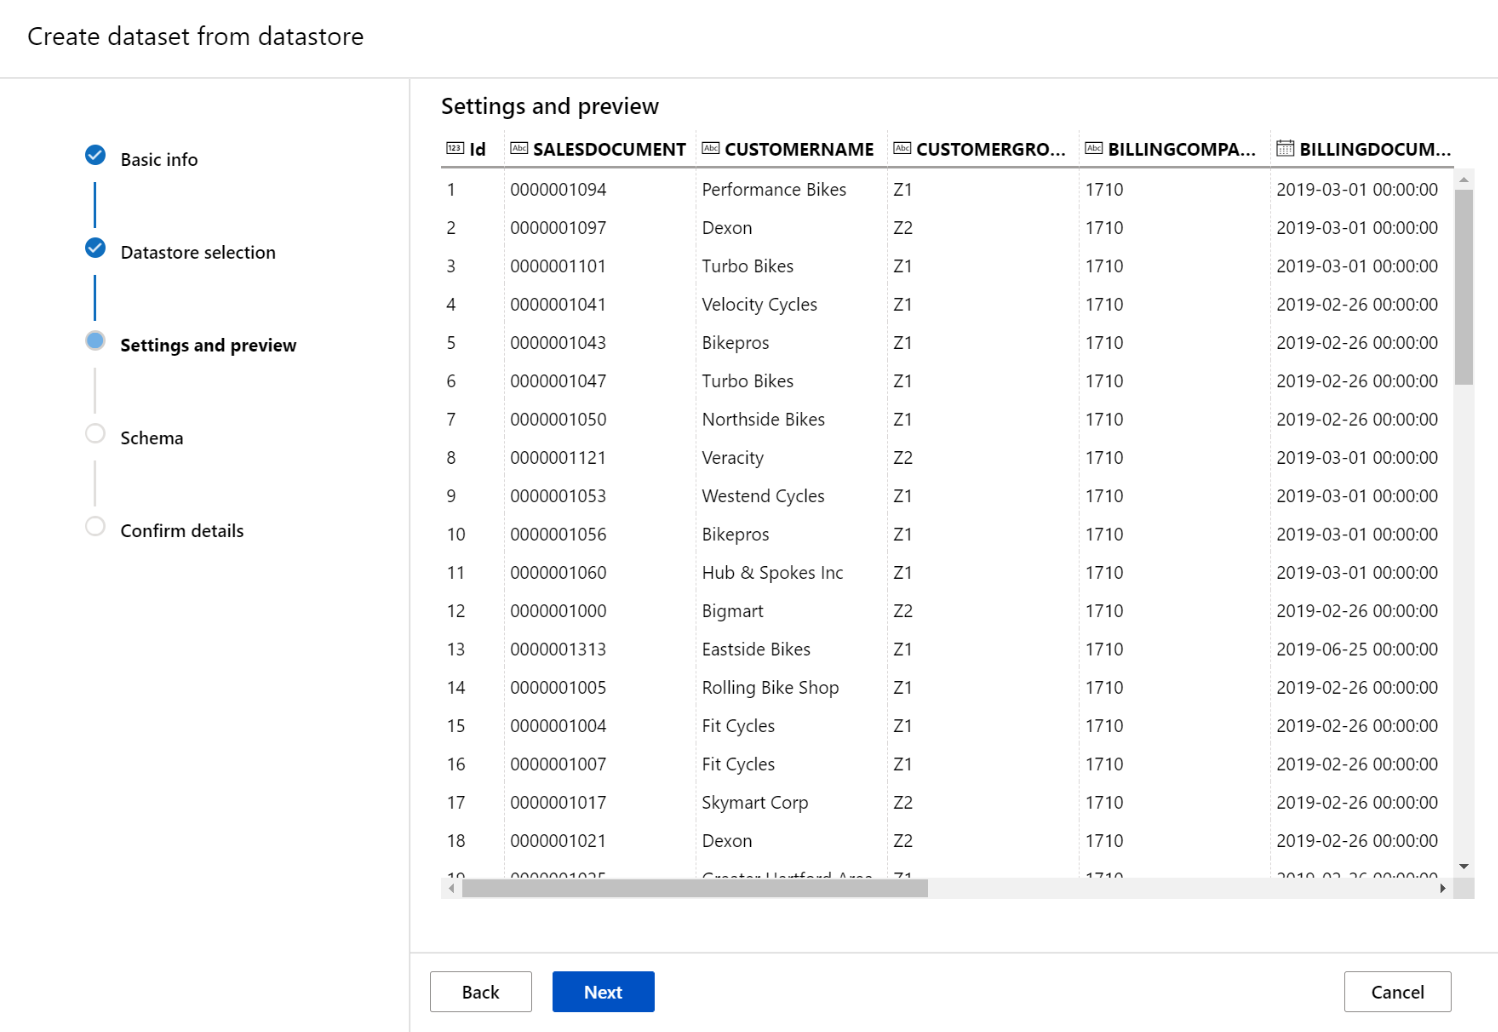 Create dataset from datastore
Basic info
Datastore selection
Settings and preview
Schema
Confirm details
Settings and preview
123 Id Abc SALESDOCUMENT Abc CUSTOMERNAME Abc CUSTOMERGRO... Abc BILLINGCOMPA... BILLINGDOCUM...
1 0000001094 Performance Bikes Z1 1710 2019-03-01 00:00:00
2 0000001097 Dexon Z2 1710 2019-03-01 00:00:00
3 0000001101 Turbo Bikes Z1 1710 2019-03-01 00:00:00
4 0000001041 Velocity Cycles Z1 1710 2019-02-26 00:00:00
5 0000001043 Bikepros Z1 1710 2019-02-26 00:00:00
6 0000001047 Turbo Bikes Z1 1710 2019-02-26 00:00:00
7 0000001050 Northside Bikes Z1 1710 2019-02-26 00:00:00
8 0000001121 Veracity Z2 1710 2019-03-01 00:00:00
9 0000001053 Westend Cycles Z1 1710 2019-03-01 00:00:00
10 0000001056 Bikepros Z1 1710 2019-03-01 00:00:00
11 0000001060 Hub & Spokes Inc Z1 1710 2019-03-01 00:00:00
12 0000001000 Bigmart Z2 1710 2019-02-26 00:00:00
13 0000001313 Eastside Bikes Z1 1710 2019-06-25 00:00:00
14 0000001005 Rolling Bike Shop Z1 1710 2019-02-26 00:00:00
15 0000001004 Fit Cycles Z1 1710 2019-02-26 00:00:00
16 0000001007 Fit Cycles Z1 1710 2019-02-26 00:00:00
17 0000001017 Skymart Corp Z2 1710 2019-02-26 00:00:00
18 0000001021 Dexon Z2 1710 2019-02-26 00:00:00
Back Next Cancel